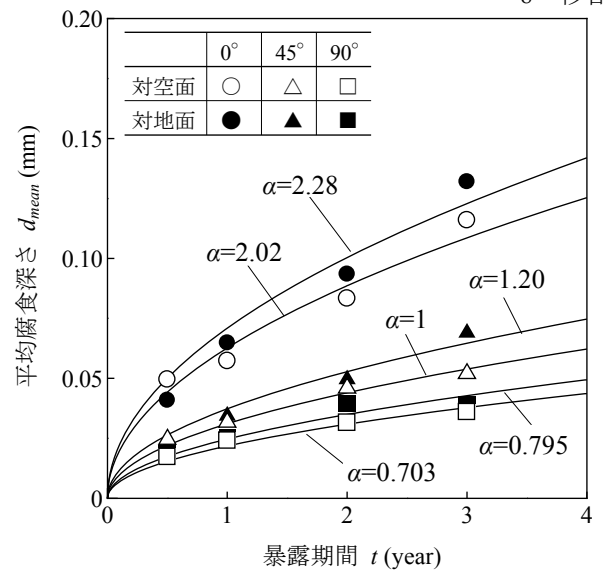 0.20
0.15
0.10
0.05
0
0° 45° 90°
対空面 ○ △ □
対地面 ● ▲ ■
α=2.28
α=2.02
α=1.20
α=1
α=0.795
α=0.703
平均腐食深さ d_mean (mm)
0 1 2 3 4
暴露期間 t (year)